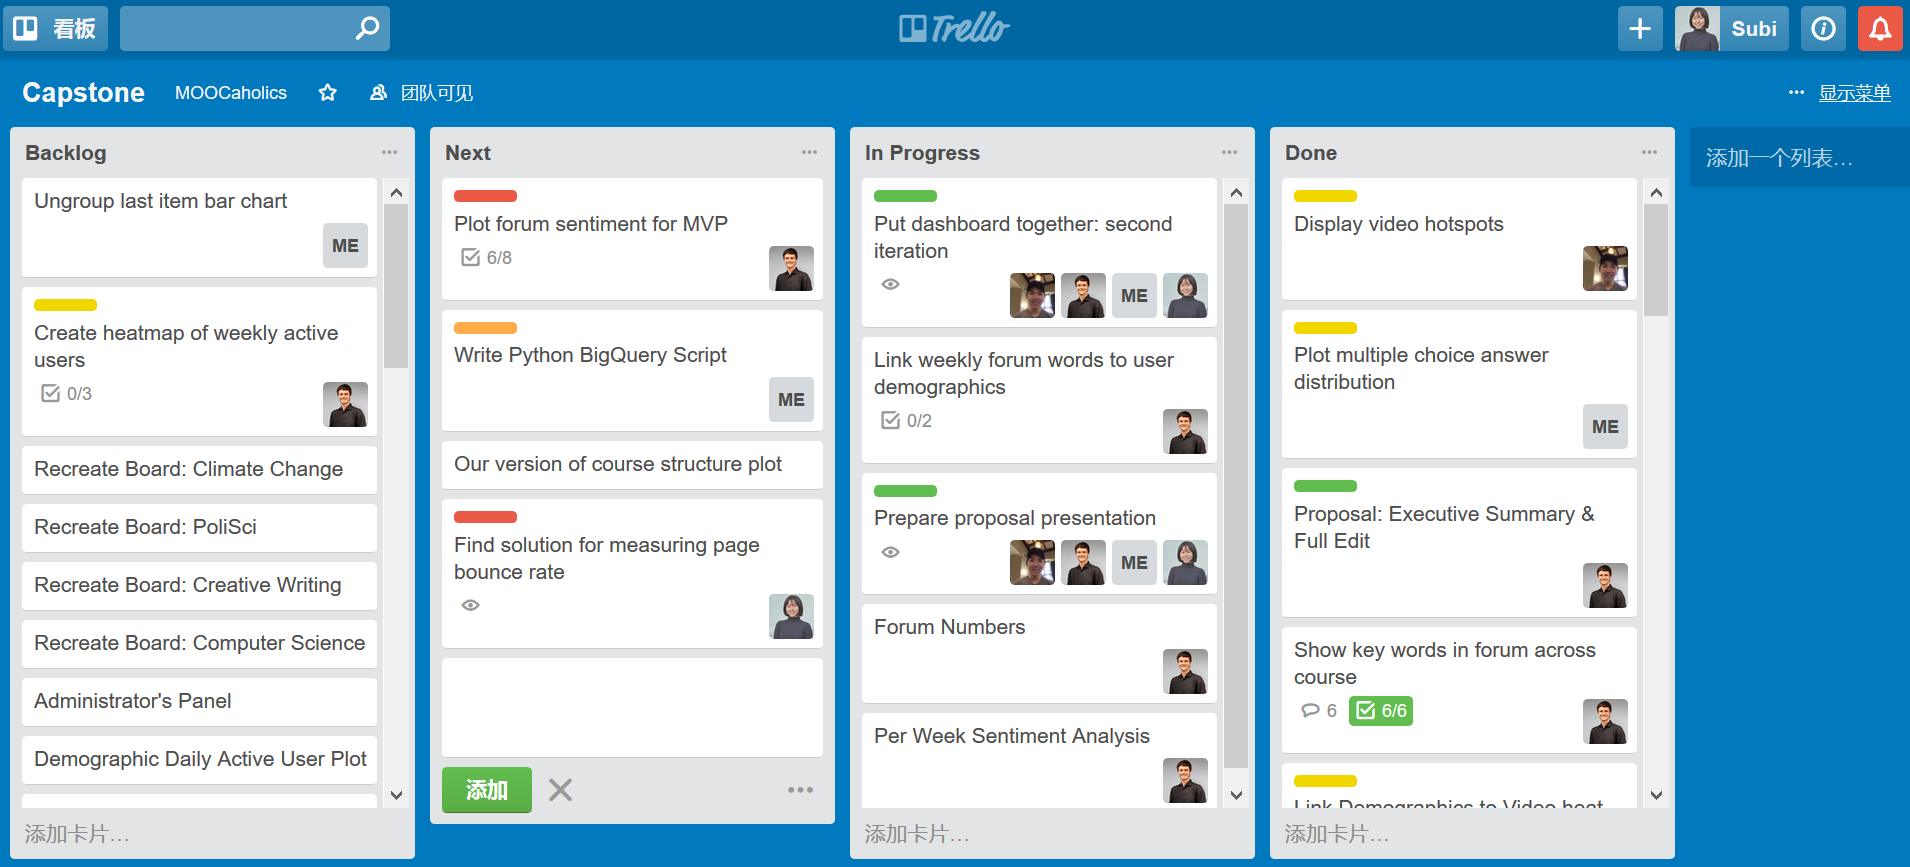 看板
Trello
Subi
Capstone
MOOCaholics
团队可见
显示菜单
Backlog
Ungroup last item bar chart
ME
Create heatmap of weekly active
users
0/3
Recreate Board: Climate Change
Recreate Board: PoliSci
Recreate Board: Creative Writing
Recreate Board: Computer Science
Administrator's Panel
Demographic Daily Active User Plot
添加卡片…
Next
Plot forum sentiment for MVP
6/8
Write Python BigQuery Script
ME
Our version of course structure plot
Find solution for measuring page
bounce rate
添加
In Progress
Put dashboard together: second
iteration
ME
Link weekly forum words to user
demographics
0/2
Prepare proposal presentation
ME
Forum Numbers
Per Week Sentiment Analysis
添加卡片…
Done
Display video hotspots
Plot multiple choice answer
distribution
ME
Proposal: Executive Summary &
Full Edit
Show key words in forum across
course
6
6/6
Link Demographics to Video heat
添加卡片…
添加一个列表…